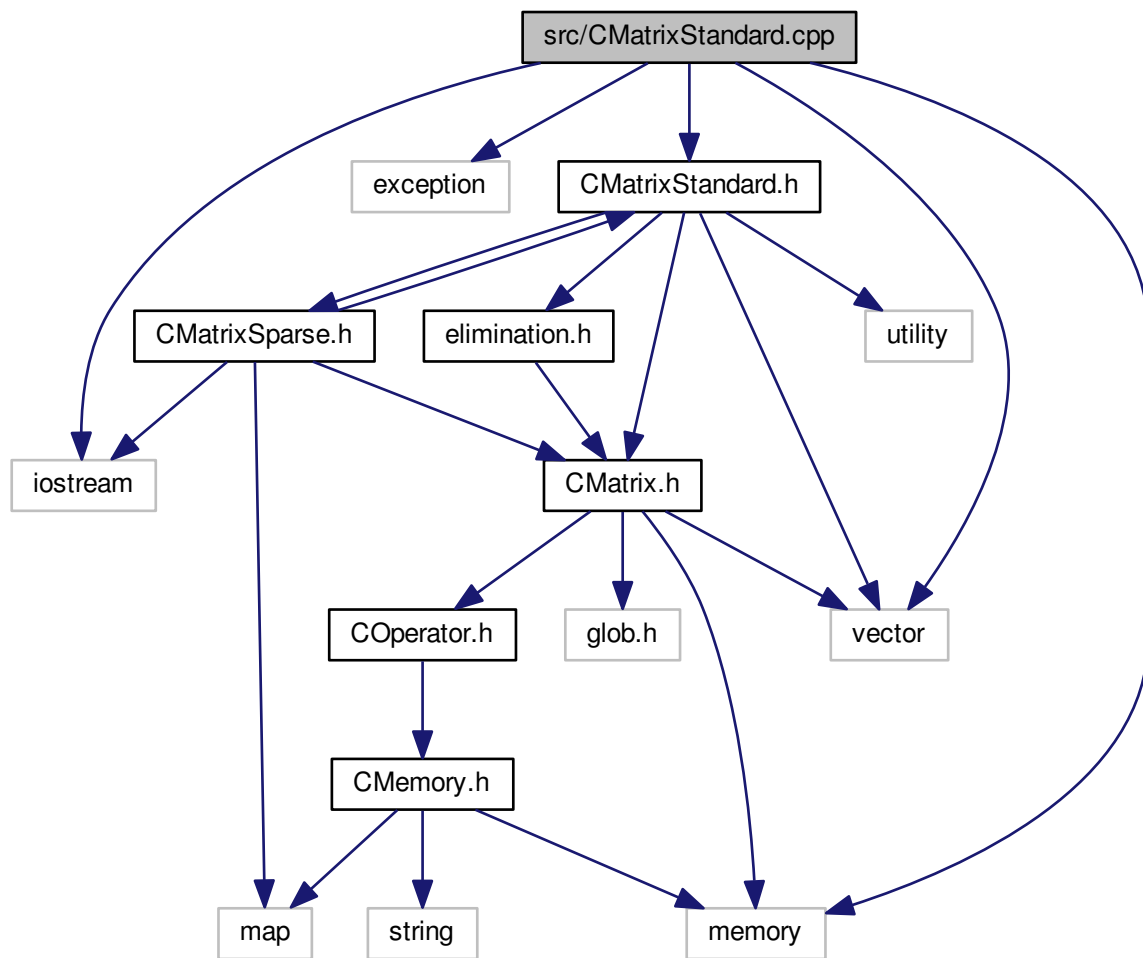 src/CMatrixStandard.cpp
exception
CMatrixStandard.h
CMatrixSparse.h
elimination.h
utility
iostream
CMatrix.h
COperator.h
glob.h
vector
CMemory.h
map
string
memory